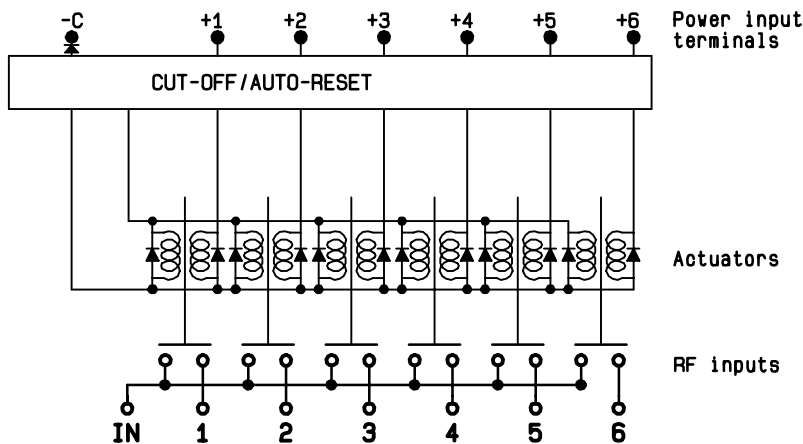 -C +1 +2 +3 +4 +5 +6 Power input
terminals
CUT-OFF/AUTO-RESET
Actuators
RF inputs
IN 1 2 3 4 5 6